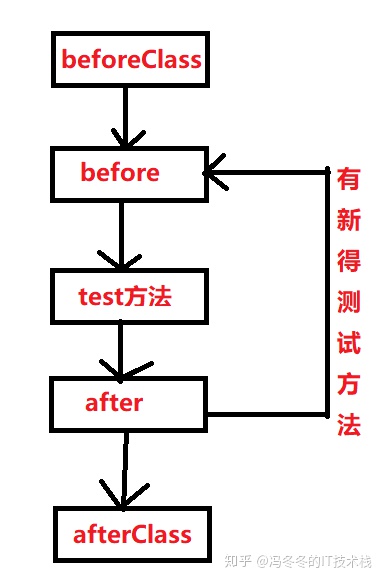 beforeClass
before
test方法
after
afterClass
有
新
得
测
试
方
法
知乎 @冯冬冬的IT技术栈